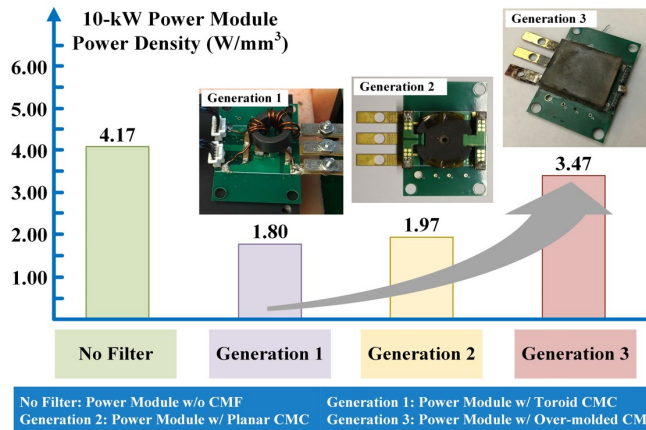 10-kW Power Module
Power Density (W/mm³)
6.00
5.00
4.00
3.00
2.00
1.00
4.17
1.80
1.97
3.47
Generation 1
Generation 2
Generation 3
No Filter
Generation 1
Generation 2
Generation 3
No Filter: Power Module w/o CMF
Generation 1: Power Module w/ Toroid CMC
Generation 2: Power Module w/ Planar CMC
Generation 3: Power Module w/ Over-molded CM